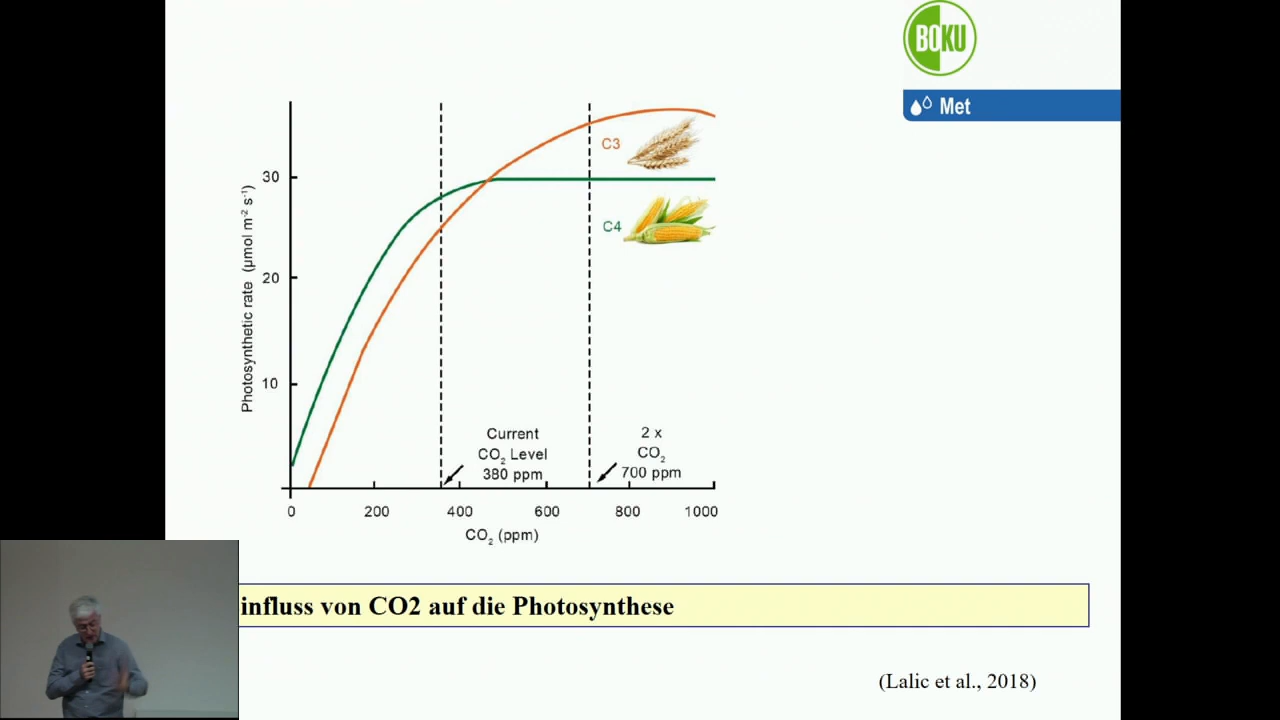 BOKU
Met
C3
30
C4
20
10
Photosynthetic rate (µmol m⁻² s⁻¹)
Current
CO₂ Level
380 ppm
2 x
CO₂
700 ppm
0 200 400 600 800 1000
CO₂ (ppm)
influss von CO2 auf die Photosynthese
(Lalic et al., 2018)